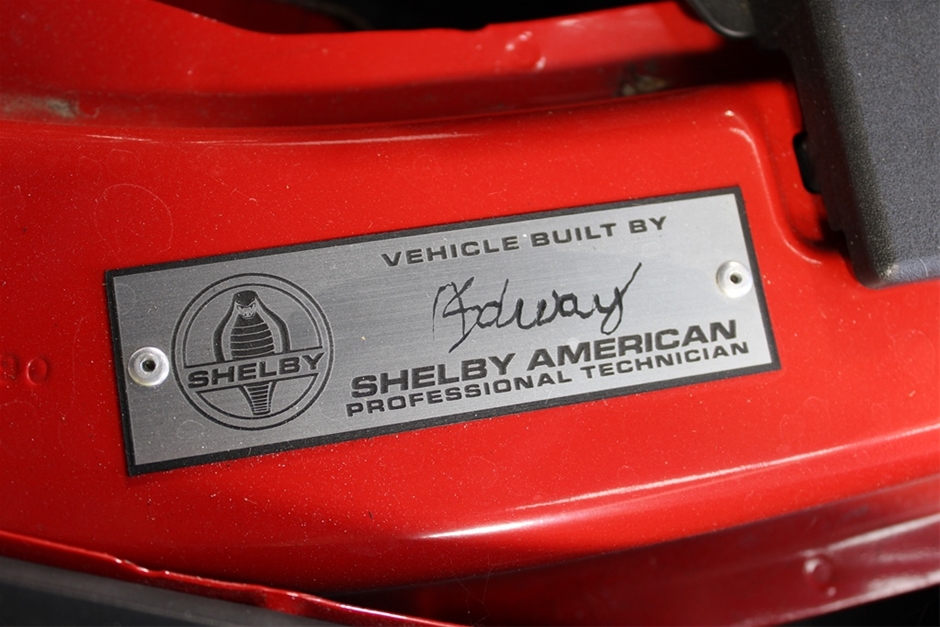 VEHICLE BUILT BY
SHELBY
SHELBY AMERICAN
PROFESSIONAL TECHNICIAN